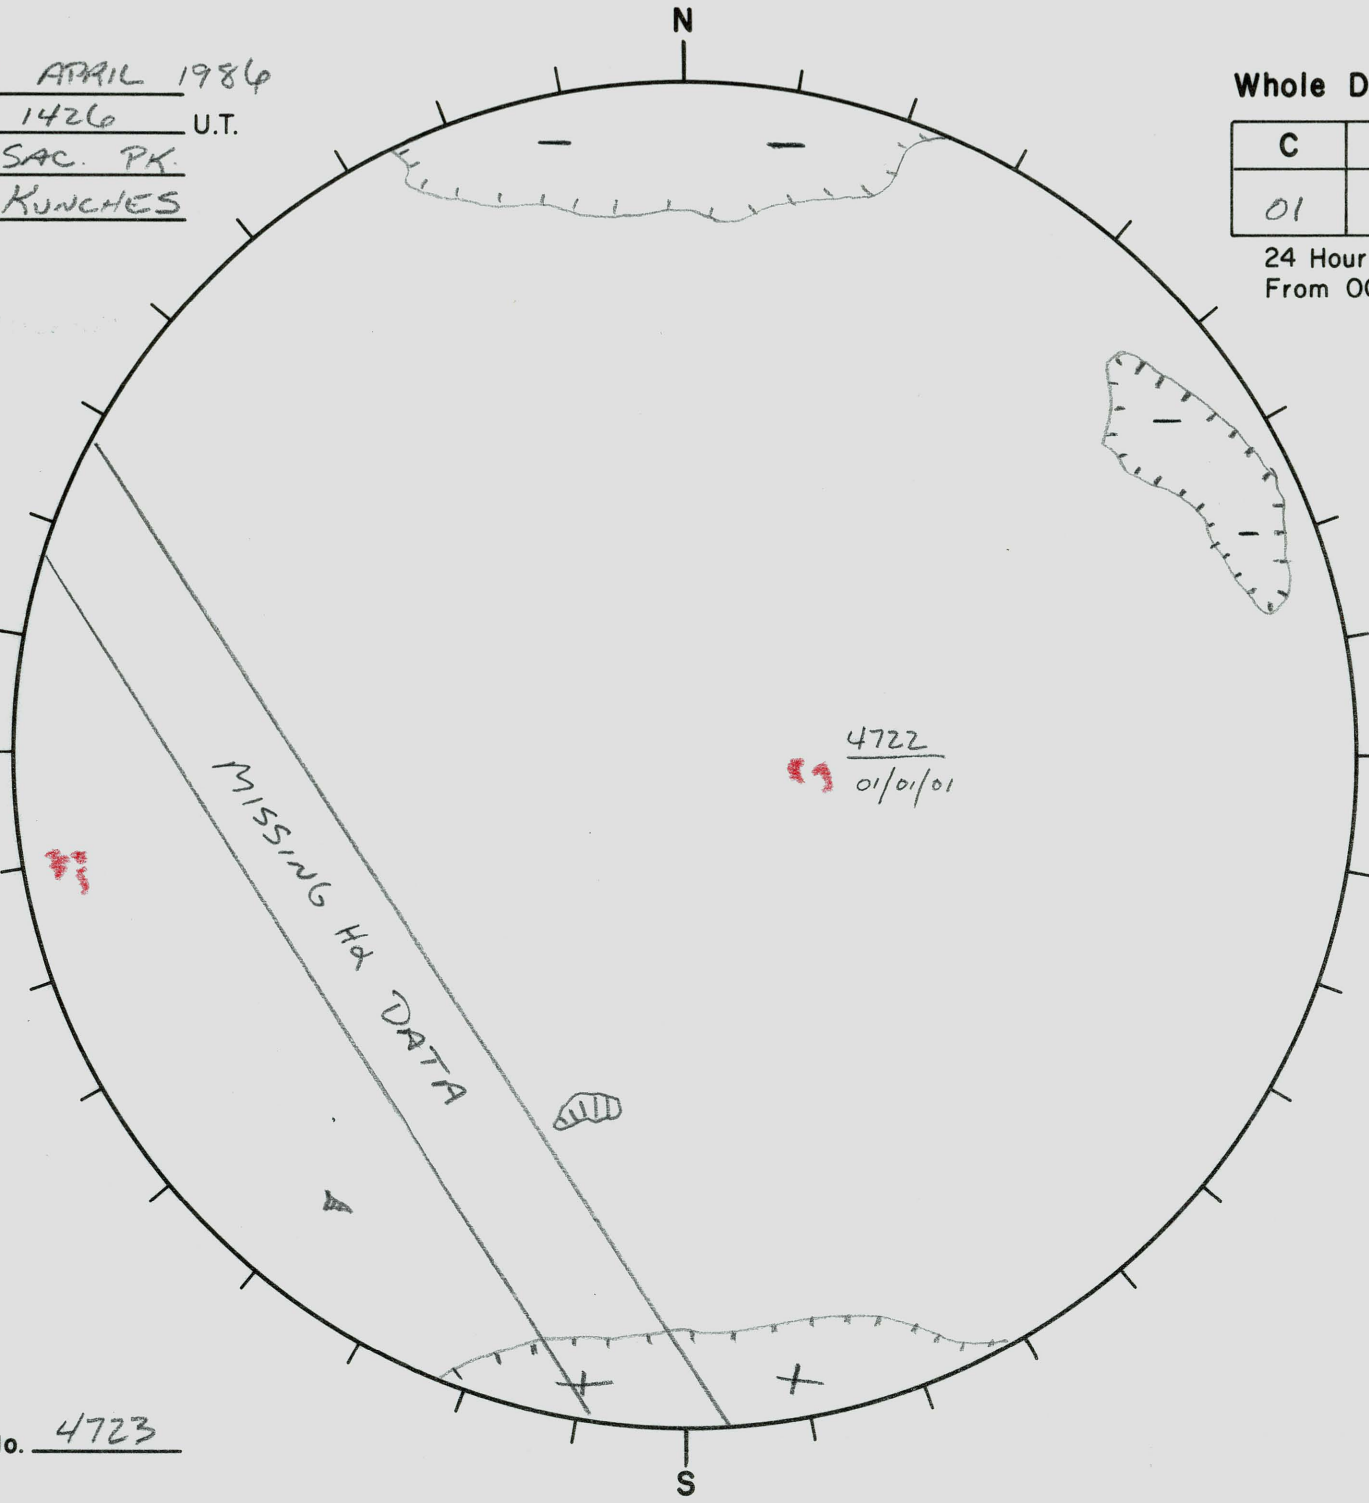 N
APRIL 1986
1426 U.T.
SAC. PK.
KUNCHES
Whole D
C
01
24 Hour
From 00
4722
01/01/01
MISSING Hα DATA
o. 4723
S